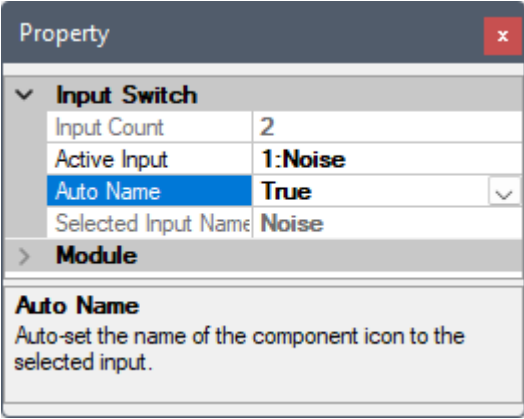 Property
x
Input Switch
Input Count 2
Active Input 1:Noise
Auto Name True
Selected Input Name Noise
Module
Auto Name
Auto-set the name of the component icon to the
selected input.